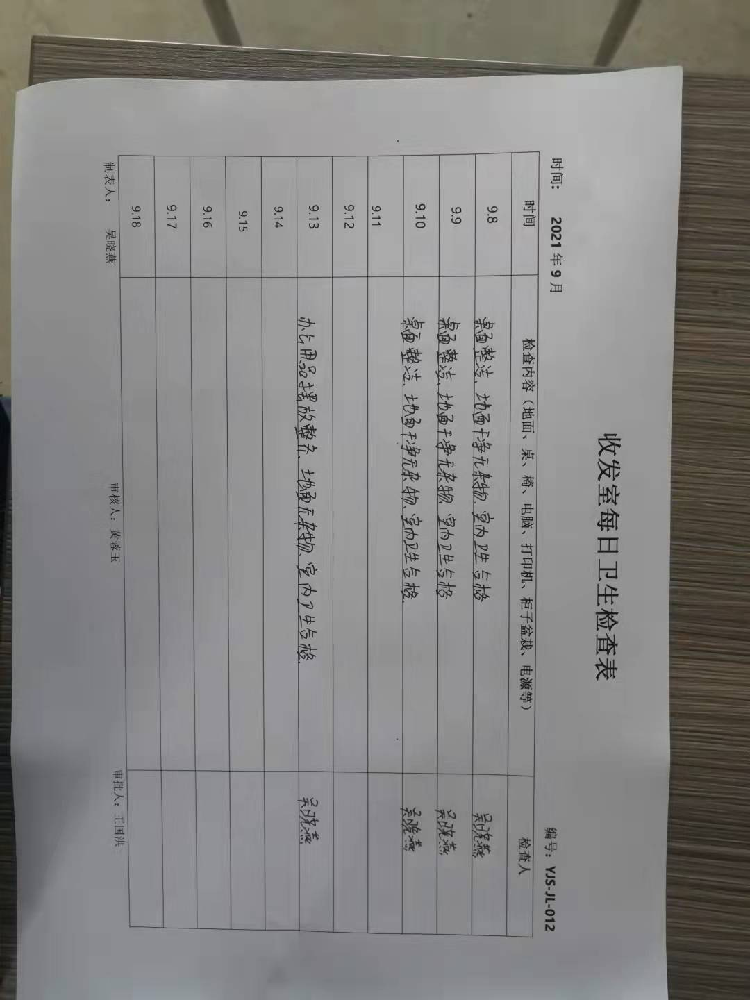 收发室每日卫生检查表
时间: 2021年9月 编号: YJS-JL-012
时间 检查内容（地面、桌、椅、电脑、打印机、柜子盆栽、电源等） 检查人
9.8 桌面整洁、地面干净无杂物、室内卫生合格 吴晓燕
9.9 桌面整洁、地面干净无杂物、室内卫生合格 吴晓燕
9.10 桌面整洁、地面干净无杂物、室内卫生合格. 吴晓燕
9.11
9.12
9.13 办公用品摆放整齐、地面无杂物、室内卫生合格. 吴晓燕
9.14
9.15
9.16
9.17
9.18
制表人: 吴晓燕 审核人: 黄蓉玉 审批人: 王国洪